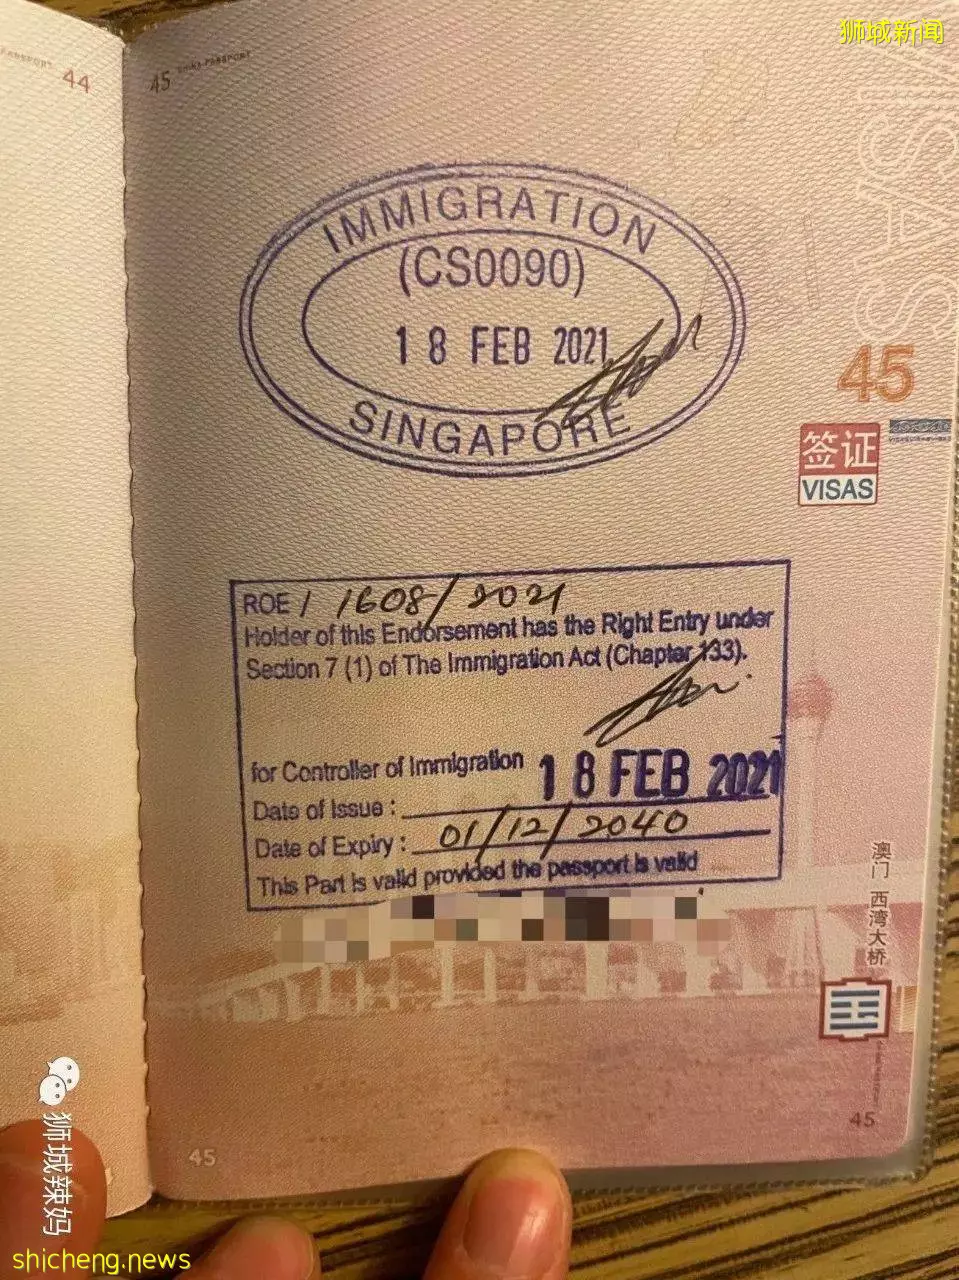 狮城新闻
44
45 CHINA PASSPORT
VISAS
IMMIGRATION
(CS0090)
18 FEB 2021
SINGAPORE
45
签证
VISAS
ROE / 1608/2021
Holder of this Endorsement has the Right Entry under
Section 7 (1) of The Immigration Act (Chapter 133).
for Controller of Immigration 18 FEB 2021
Date of Issue :
Date of Expiry : 01/12/2040
This Part is valid provided the passport is valid
澳门 西湾大桥
45
45
狮城辣妈
shicheng.news